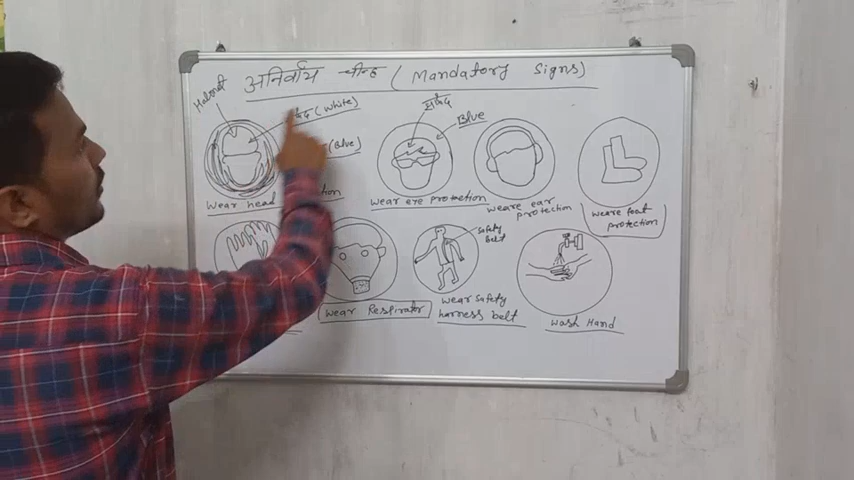 अनिर्वाय चीन्ह (Mandatory Signs)
(White)
(Blue)
सफेद
Blue
wear head
wear eye protection
weare ear
protection
weare foot
protection
safety
belt
wear Respirator
wear safety
harness belt
wash Hand